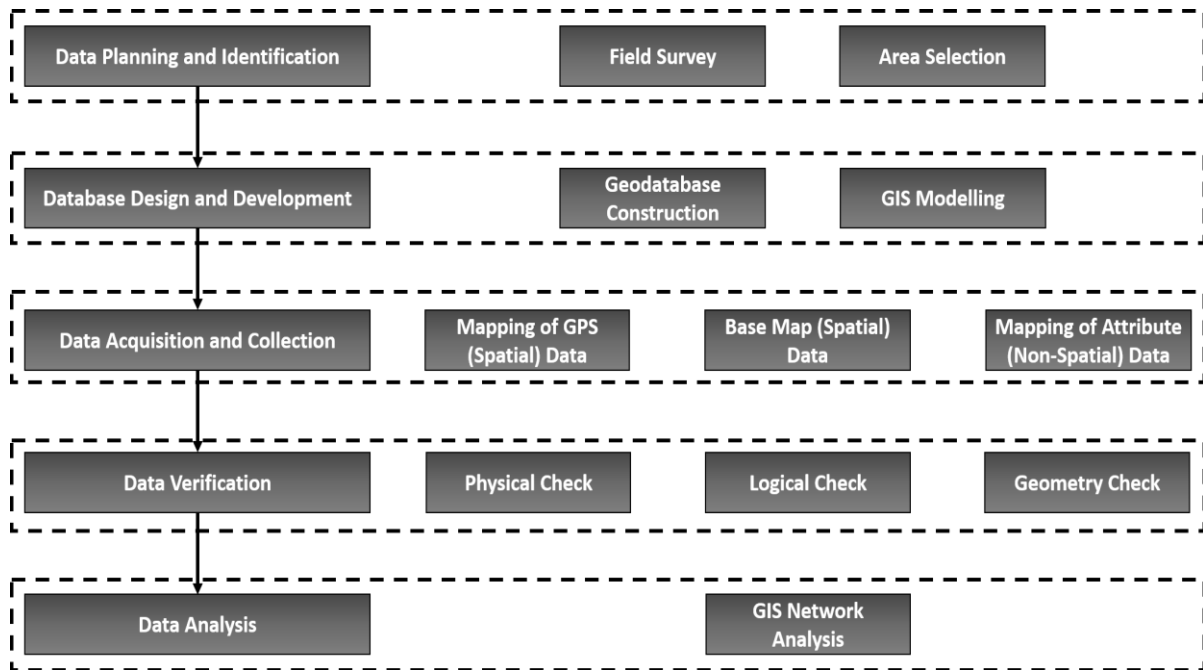 Data Planning and Identification
Field Survey
Area Selection
Database Design and Development
Geodatabase
Construction
GIS Modelling
Data Acquisition and Collection
Mapping of GPS
(Spatial) Data
Base Map (Spatial)
Data
Mapping of Attribute
(Non-Spatial) Data
Data Verification
Physical Check
Logical Check
Geometry Check
Data Analysis
GIS Network
Analysis